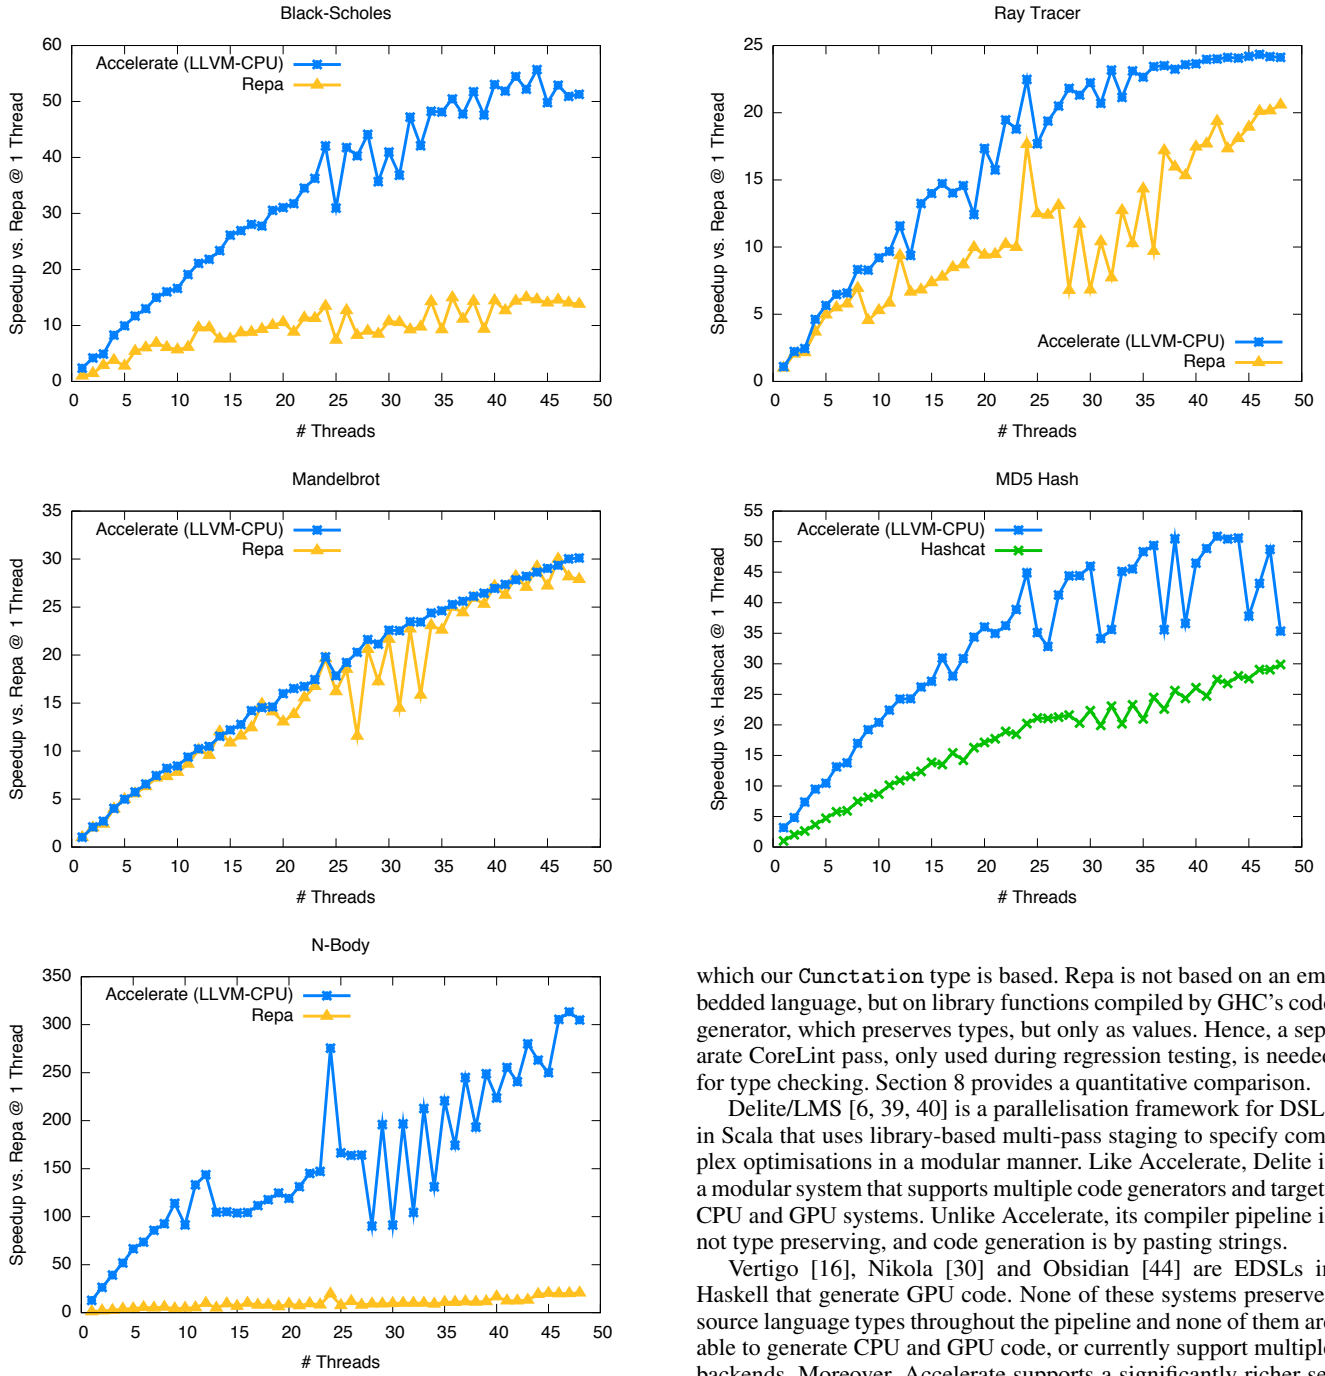 Black-Scholes
Speedup vs. Repa @ 1 Thread
60
50
40
30
20
10
0
Accelerate (LLVM-CPU)
Repa
0 5 10 15 20 25 30 35 40 45 50
# Threads
Ray Tracer
Speedup vs. Repa @ 1 Thread
25
20
15
10
5
0
Accelerate (LLVM-CPU)
Repa
0 5 10 15 20 25 30 35 40 45 50
# Threads
Mandelbrot
Speedup vs. Repa @ 1 Thread
35
30
25
20
15
10
5
0
Accelerate (LLVM-CPU)
Repa
0 5 10 15 20 25 30 35 40 45 50
# Threads
MD5 Hash
Speedup vs. Hashcat @ 1 Thread
55
50
45
40
35
30
25
20
15
10
5
0
Accelerate (LLVM-CPU)
Hashcat
0 5 10 15 20 25 30 35 40 45 50
# Threads
N-Body
Speedup vs. Repa @ 1 Thread
350
300
250
200
150
100
50
0
Accelerate (LLVM-CPU)
Repa
0 5 10 15 20 25 30 35 40 45 50
# Threads
which our Cunctation type is based. Repa is not based on an em
bedded language, but on library functions compiled by GHC's code
generator, which preserves types, but only as values. Hence, a sep
arate CoreLint pass, only used during regression testing, is needed
for type checking. Section 8 provides a quantitative comparison.
Delite/LMS [6, 39, 40] is a parallelisation framework for DSL
in Scala that uses library-based multi-pass staging to specify com
plex optimisations in a modular manner. Like Accelerate, Delite i
a modular system that supports multiple code generators and target
CPU and GPU systems. Unlike Accelerate, its compiler pipeline i
not type preserving, and code generation is by pasting strings.
Vertigo [16], Nikola [30] and Obsidian [44] are EDSLs in
Haskell that generate GPU code. None of these systems preserve
source language types throughout the pipeline and none of them are
able to generate CPU and GPU code, or currently support multiple
backends. Moreover, Accelerate supports a significantly richer se